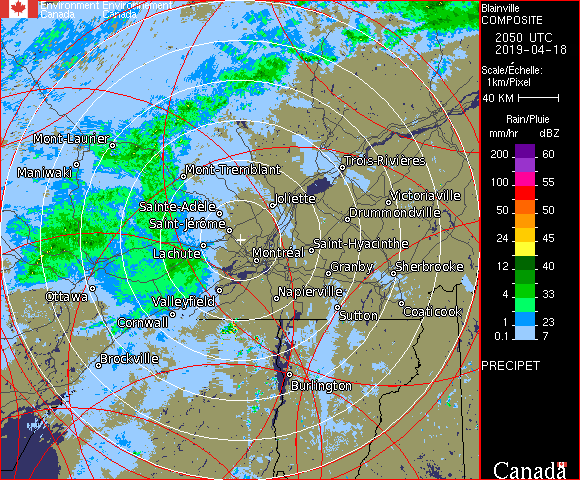 Environment Environnement
Canada Canada
Blainville
COMPOSITE
2050 UTC
2019-04-18
Scale/Échelle:
1km/Pixel
40 KM
Rain/Pluie
mm/hr dBZ
200 60
100 55
50 50
24 45
12 40
4 33
1 23
0.1 7
PRECIPET
Canada
Mont-Laurier
Maniwaki
Mont-Tremblant
Trois-Rivières
Sainte-Adèle
Joliette
Victoriaville
Drummondville
Saint-Jérôme
Lachute
Montréal
Saint-Hyacinthe
Granby
Sherbrooke
Ottawa
Valleyfield
Napierville
Cornwall
Sutton
Coaticook
Brockville
Burlington